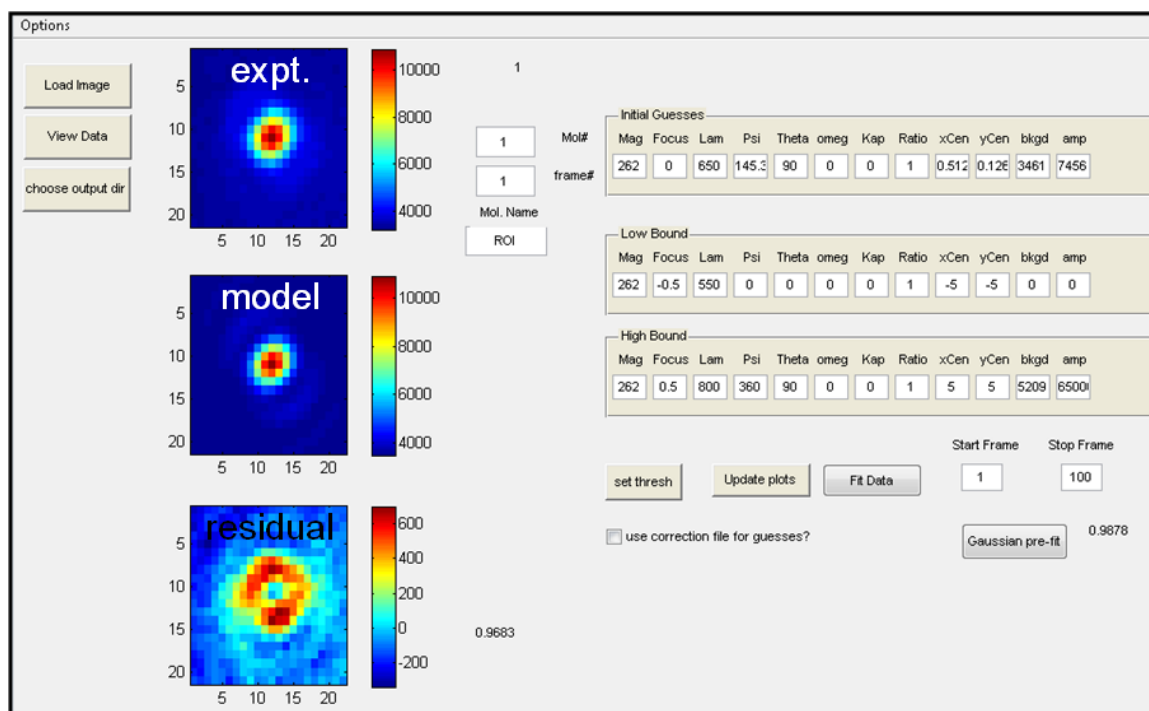 Options
Load Image
View Data
choose output dir
expt.
5
10
15
20
5 10 15 20
10000
8000
6000
4000
model
5
10
15
20
5 10 15 20
10000
8000
6000
4000
residual
5
10
15
20
5 10 15 20
600
400
200
0
-200
1
1 Mol#
1 frame#
Mol. Name
ROI
0.9683
Initial Guesses
Mag Focus Lam Psi Theta omeg Kap Ratio xCen yCen bkgd amp
262 0 650 145.3 90 0 0 1 0.512 0.126 3461 7456
Low Bound
Mag Focus Lam Psi Theta omeg Kap Ratio xCen yCen bkgd amp
262 -0.5 550 0 0 0 0 1 -5 -5 0 0
High Bound
Mag Focus Lam Psi Theta omeg Kap Ratio xCen yCen bkgd amp
262 0.5 800 360 90 0 0 1 5 5 5209
Start Frame Stop Frame
set thresh Update plots Fit Data 1 100
use correction file for guesses?
Gaussian pre-fit 0.9878